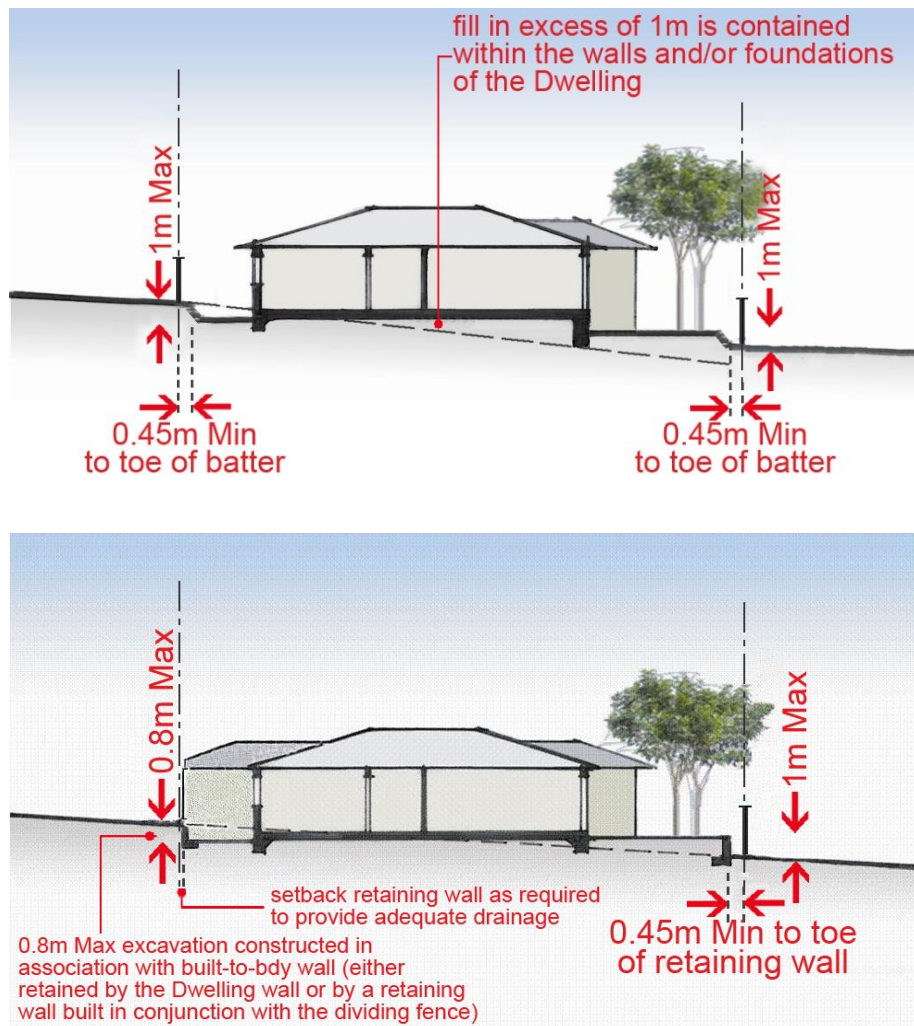 fill in excess of 1m is contained
within the walls and/or foundations
of the Dwelling
1m Max
1m Max
0.45m Min
to toe of batter
0.45m Min
to toe of batter
0.8m Max
1m Max
setback retaining wall as required
to provide adequate drainage
0.8m Max excavation constructed in
association with built-to-bdy wall (either
retained by the Dwelling wall or by a retaining
wall built in conjunction with the dividing fence)
0.45m Min to toe
of retaining wall